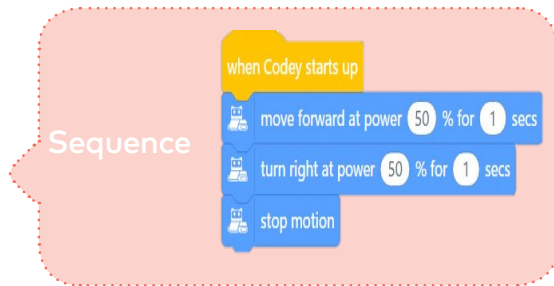 Sequence
when Codey starts up
move forward at power 50 % for 1 secs
turn right at power 50 % for 1 secs
stop motion